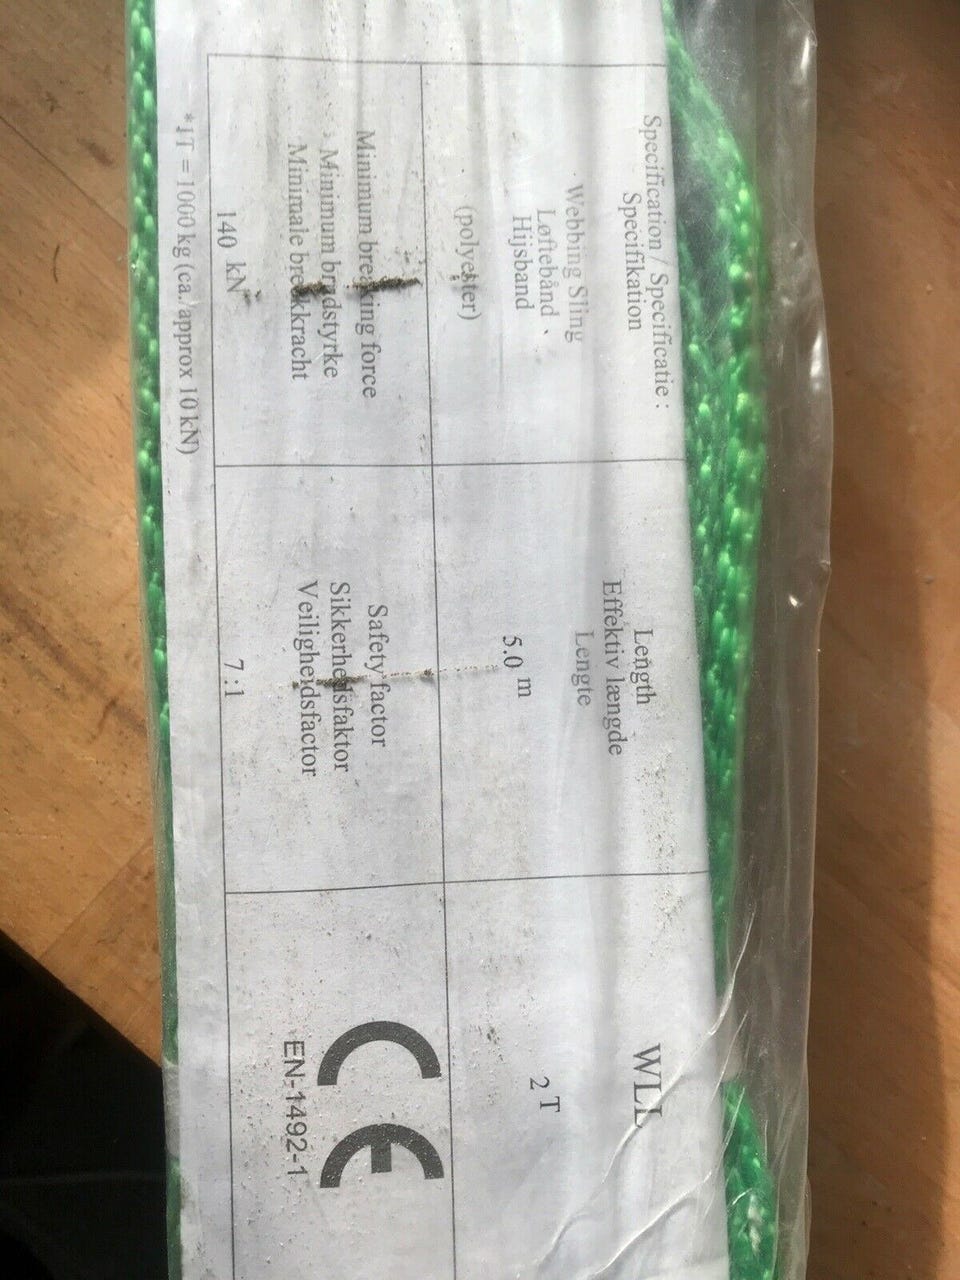 Specification / Specificatie :
Specifikation
Webbing Sling
Løftebånd
Hijsband
(polyester)
Length
Effektiv længde
Lengte
5.0 m
WLL
2 T
Minimum breaking force
Minimum brudstyrke
Minimale breukkracht
140 kN
Safety factor
Sikkerhedsfaktor
Veiligheidsfactor
7:1
CE
EN-1492-1
*1T = 1000 kg (ca./approx 10 kN)